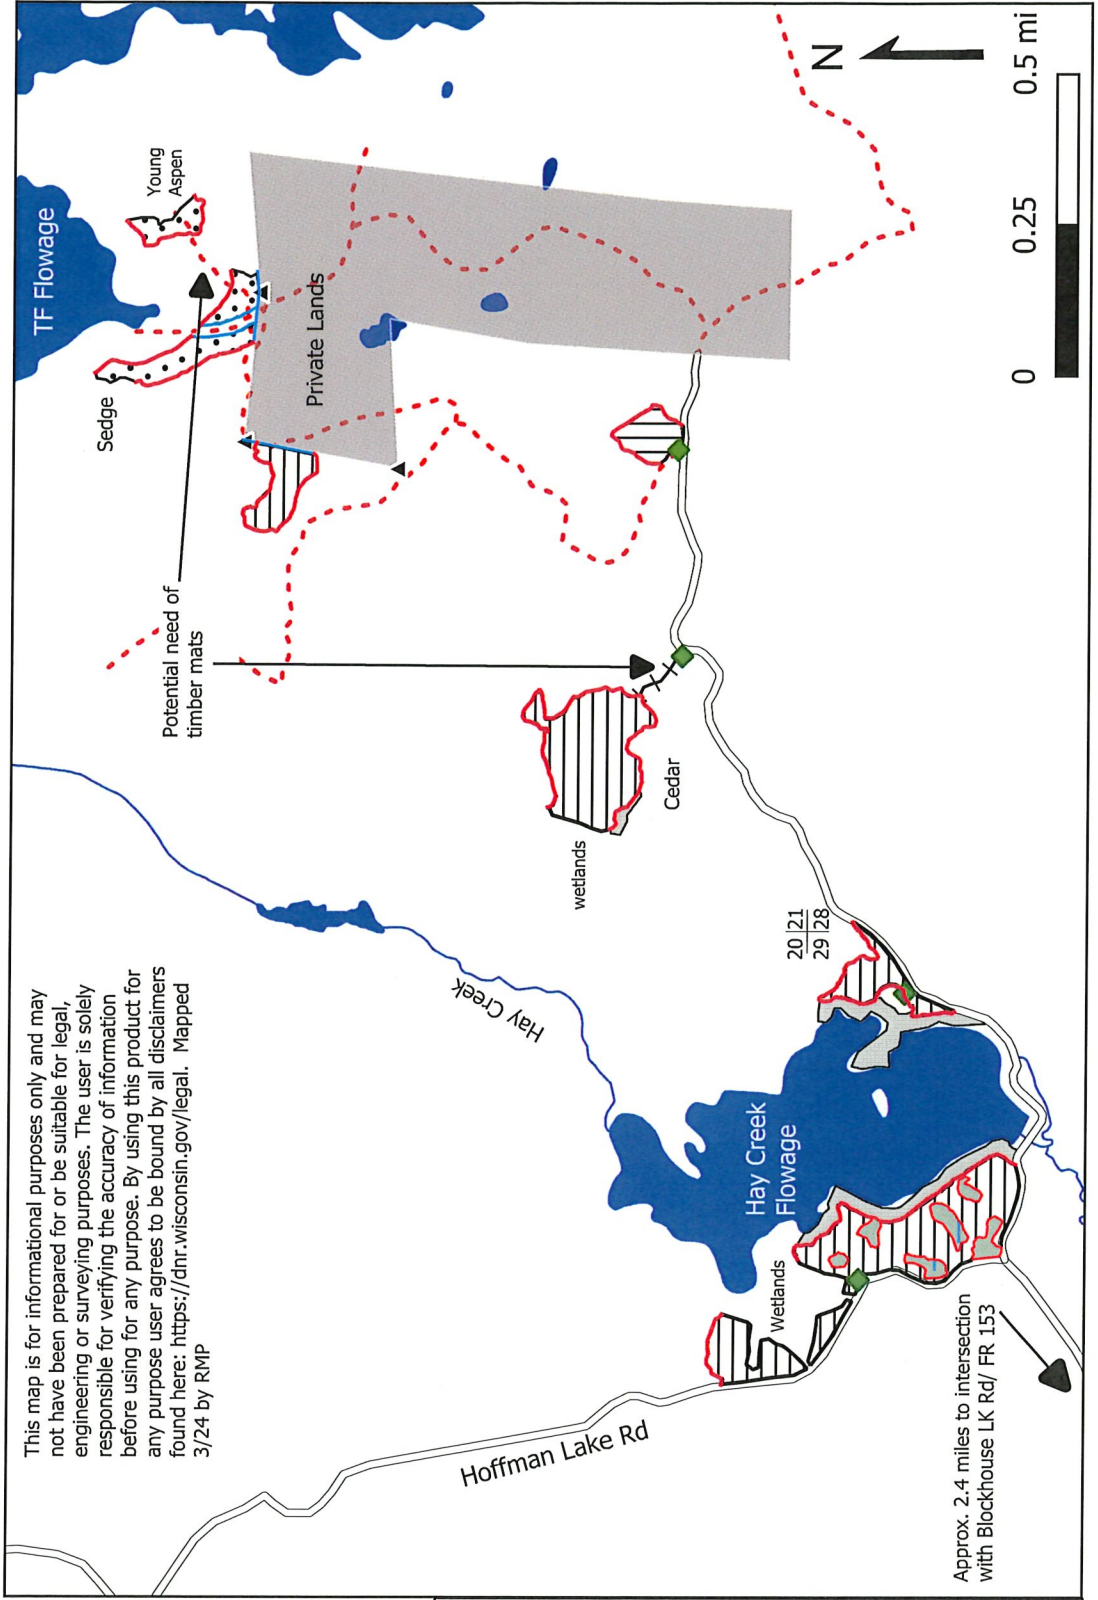 This map is for informational purposes only and may
not have been prepared for or be suitable for legal,
engineering or surveying purposes. The user is solely
responsible for verifying the accuracy of information
before using for any purpose. By using this product for
any purpose user agrees to be bound by all disclaimers
found here: https://dhr.wisconsin.gov/legal. Mapped
3/24 by RMP
TF Flowage
Young
Aspen
Sedge
Private Lands
Potential need of
timber mats
Hay Creek
wetlands
Cedar
20 21
29 28
Hay Creek
Flowage
Wetlands
Hoffman Lake Rd
Approx. 2.4 miles to intersection
with Blockhouse LK Rd/ FR 153
N
0 0.25 0.5 mi